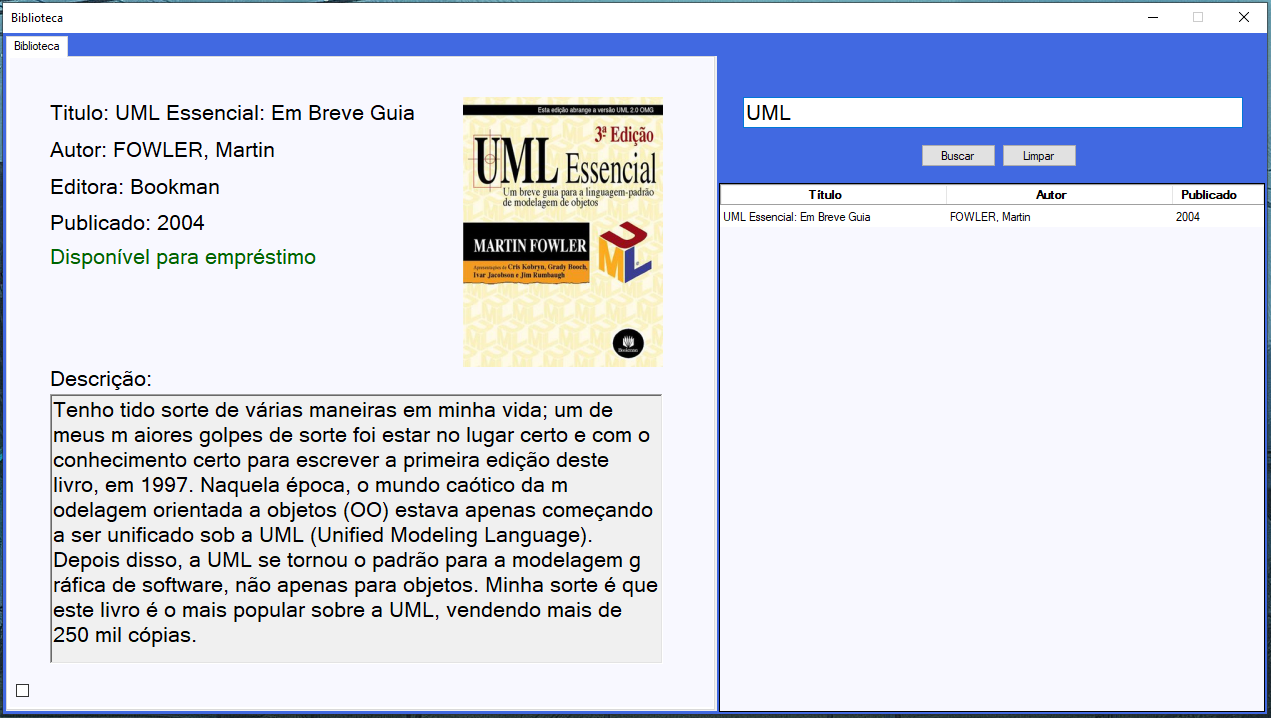 Biblioteca
Biblioteca
Titulo: UML Essencial: Em Breve Guia
Autor: FOWLER, Martin
Editora: Bookman
Publicado: 2004
Disponível para empréstimo
Esta edição abrange a versão UML 2.0 OMG
3ª Edição
UML Essencial
Um breve guia para a linguagem-padrão
de modelagem de objetos
MARTIN FOWLER
Apresentações de Cris Kobryn, Grady Booch,
Ivar Jacobson e Jim Rumbaugh
UML
Bookman
Descrição:
Tenho tido sorte de várias maneiras em minha vida; um de
meus m aiores golpes de sorte foi estar no lugar certo e com o
conhecimento certo para escrever a primeira edição deste
livro, em 1997. Naquela época, o mundo caótico da m
odelagem orientada a objetos (OO) estava apenas começando
a ser unificado sob a UML (Unified Modeling Language).
Depois disso, a UML se tornou o padrão para a modelagem g
ráfica de software, não apenas para objetos. Minha sorte é que
este livro é o mais popular sobre a UML, vendendo mais de
250 mil cópias.
UML
Buscar Limpar
Título Autor Publicado
UML Essencial: Em Breve Guia FOWLER, Martin 2004